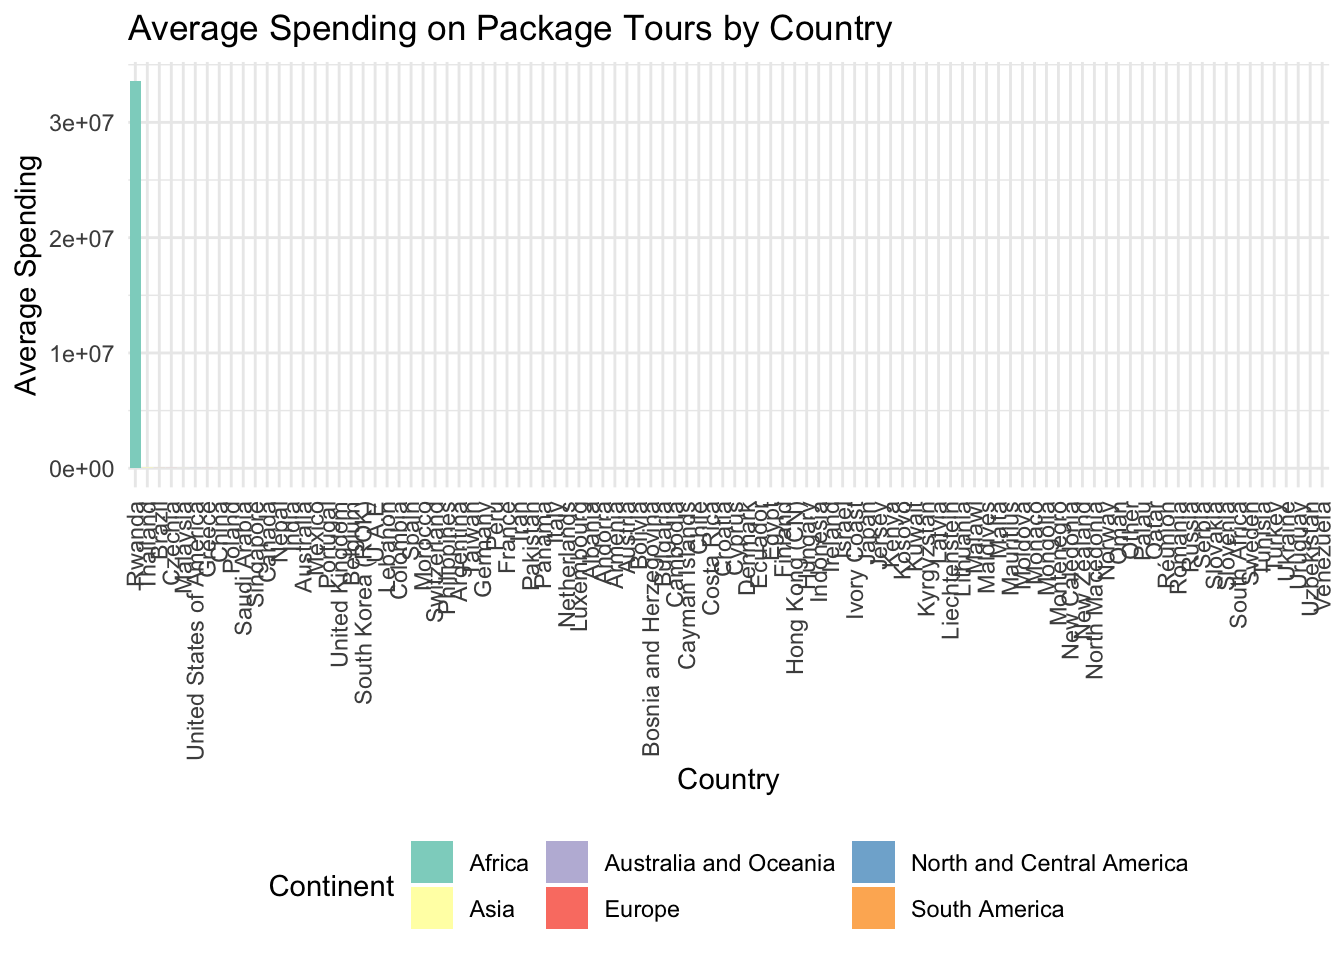 Average Spending on Package Tours by Country
Average Spending
3e+07
2e+07
1e+07
0e+00
Rwanda
Thailand
Brazil
Czechia
Malaysia
United States of America
Greece
China
Poland
Saudi Arabia
Singapore
Canada
Nepal
India
Australia
Mexico
Portugal
United Kingdom
Belgium
South Korea (ROK)
UAE
Lebanon
Colombia
Spain
Morocco
Switzerland
Philippines
Argentina
Taiwan
Germany
Peru
France
Japan
Pakistan
Panama
Italy
Netherlands
Luxembourg
Albania
Andorra
Armenia
Austria
Bolivia
Bosnia and Herzegovina
Bulgaria
Cambodia
Cayman Islands
Chile
Costa Rica
Croatia
Cyprus
Denmark
Ecuador
Egypt
Finland
Hong Kong (CN)
Hungary
Indonesia
Ireland
Israel
Ivory Coast
Jersey
Kenya
Kosovo
Kuwait
Kyrgyzstan
Latvia
Liechtenstein
Lithuania
Malawi
Maldives
Malta
Mauritius
Monaco
Mongolia
Montenegro
New Caledonia
New Zealand
North Macedonia
Norway
Oman
Other
Palau
Qatar
Réunion
Romania
Russia
Serbia
Slovakia
Slovenia
South Africa
Sweden
Tunisia
Turkey
Ukraine
Uruguay
Uzbekistan
Venezuela
Country
Continent
Africa
Australia and Oceania
North and Central America
Asia
Europe
South America